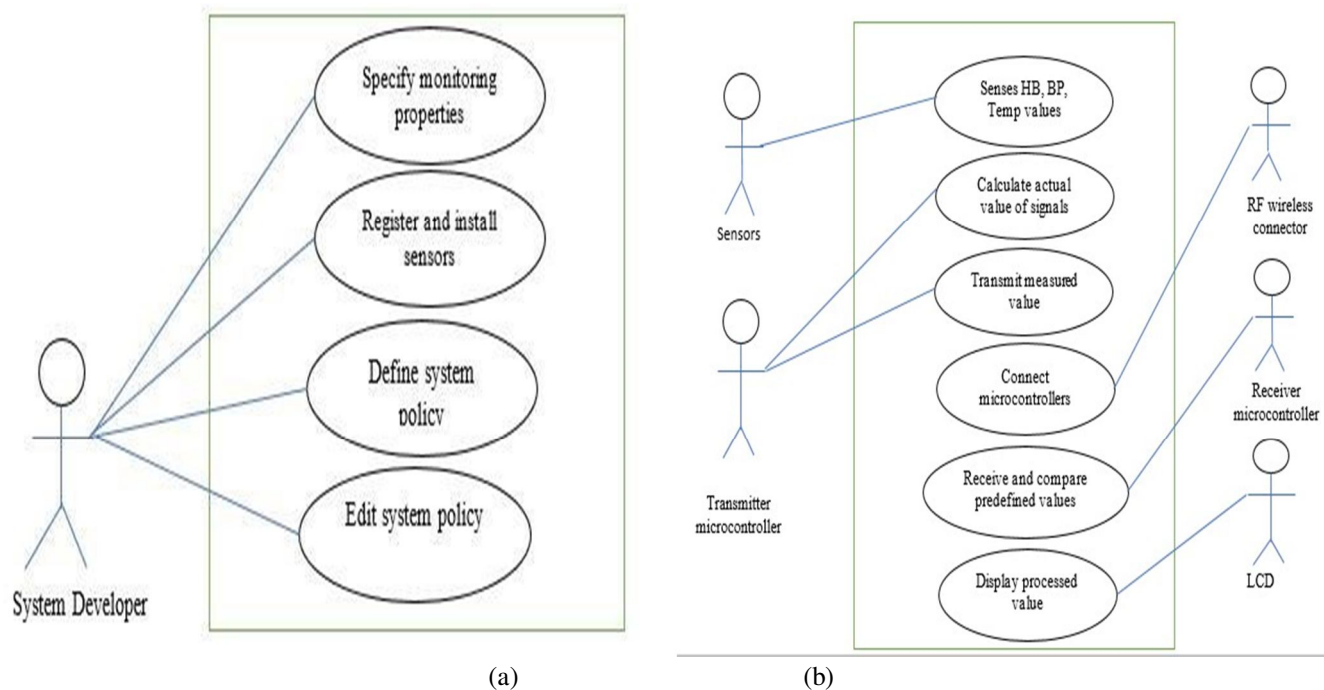 Specify monitoring
properties
Register and install
sensors
Define system
policy
Edit system policy
System Developer
(a)
Senses HB, BP,
Temp values
Calculate actual
value of signals
Transmit measured
value
Connect
microcontrollers
Receive and compare
predefined values
Display processed
value
Sensors
Transmitter
microcontroller
RF wireless
connector
Receiver
microcontroller
LCD
(b)